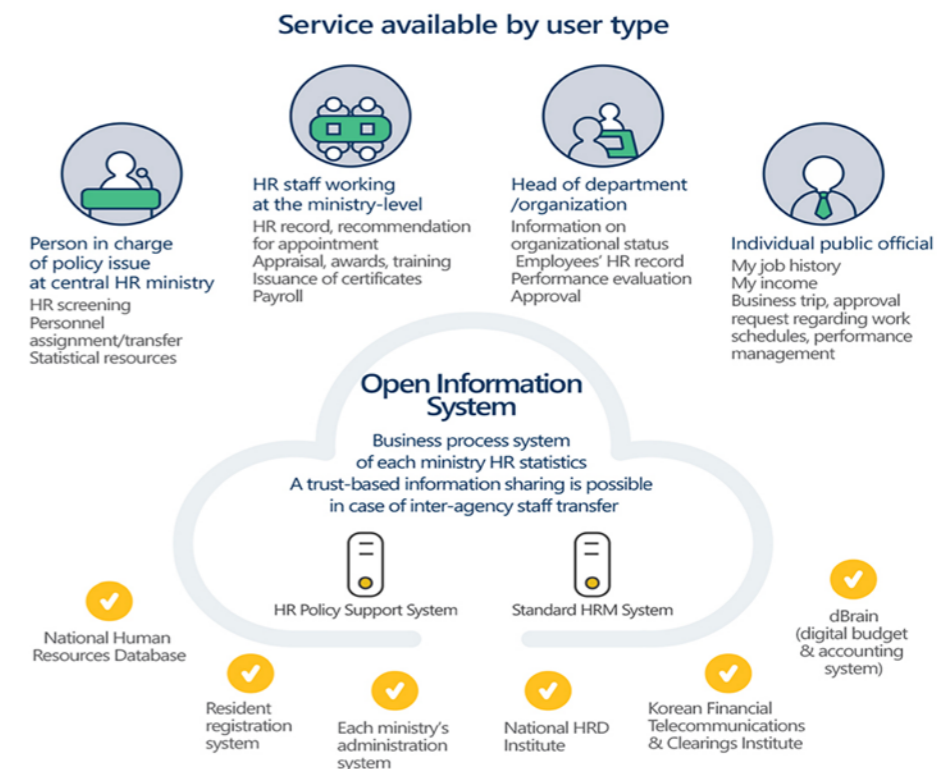 Service available by user type
Person in charge
of policy issue
at central HR ministry
HR screening
Personnel
assignment/transfer
Statistical resources
HR staff working
at the ministry-level
HR record, recommendation
for appointment
Appraisal, awards, training
Issuance of certificates
Payroll
Head of department
/organization
Information on
organizational status
Employees' HR record
Performance evaluation
Approval
Individual public official
My job history
My income
Business trip, approval
request regarding work
schedules, performance
management
Open Information
System
Business process system
of each ministry HR statistics
A trust-based information sharing is possible
in case of inter-agency staff transfer
HR Policy Support System
Standard HRM System
National Human
Resources Database
Resident
registration
system
Each ministry's
administration
system
National HRD
Institute
Korean Financial
Telecommunications
& Clearings Institute
dBrain
(digital budget
& accounting
system)